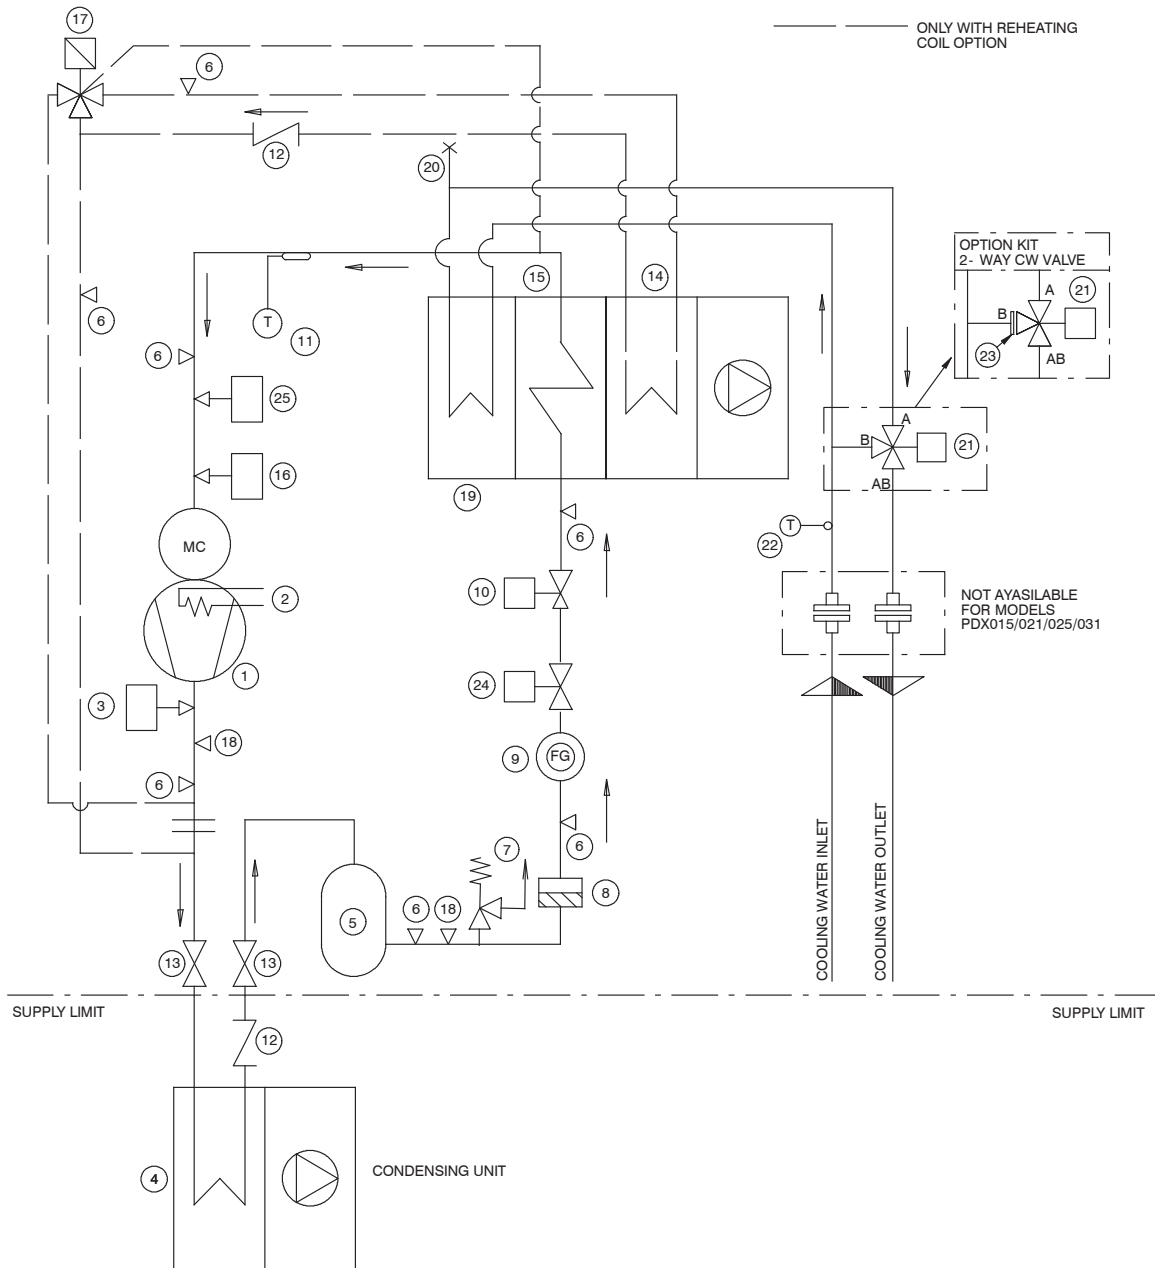 17
ONLY WITH REHEATING
COIL OPTION
6
12
20
OPTION KIT
2- WAY CW VALVE
A
21
B
23
AB
15
14
T
11
6
6
25
16
19
A
B
21
AB
T
22
MC
6
10
2
NOT AYASILABLE
FOR MODELS
PDX015/021/025/031
1
24
3
18
9
FG
6
7
6
8
5
6
18
COOLING WATER INLET
COOLING WATER OUTLET
13
13
SUPPLY LIMIT
SUPPLY LIMIT
12
4
CONDENSING UNIT